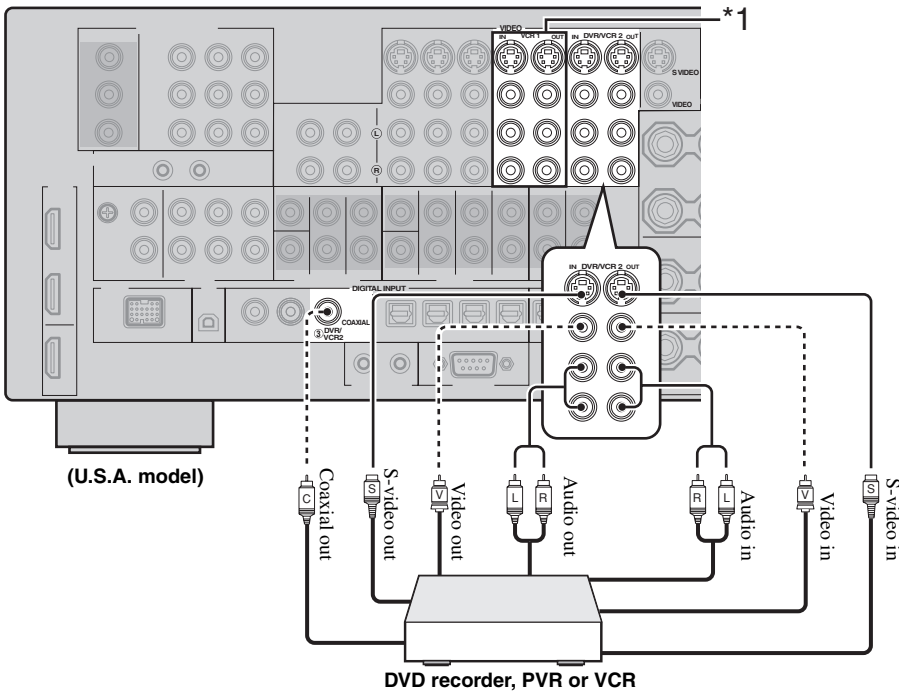 *1
VIDEO
IN VCR 1 OUT
IN DVR/VCR 2 OUT
S VIDEO
VIDEO
L
R
IN DVR/VCR 2 OUT
DIGITAL INPUT
COAXIAL
3 DVR/
VCR2
(U.S.A. model)
C
S
V
L
R
R
L
V
S
Coaxial out
S-video out
Video out
Audio out
Audio in
Video in
S-video in
DVD recorder, PVR or VCR